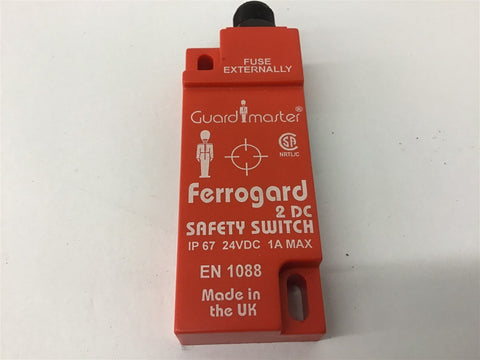 FUSE
EXTERNALLY
Guardmaster®
NRTL/C
Ferrogard
2 DC
SAFETY SWITCH
IP 67 24VDC 1A MAX
EN 1088
Made in
the UK